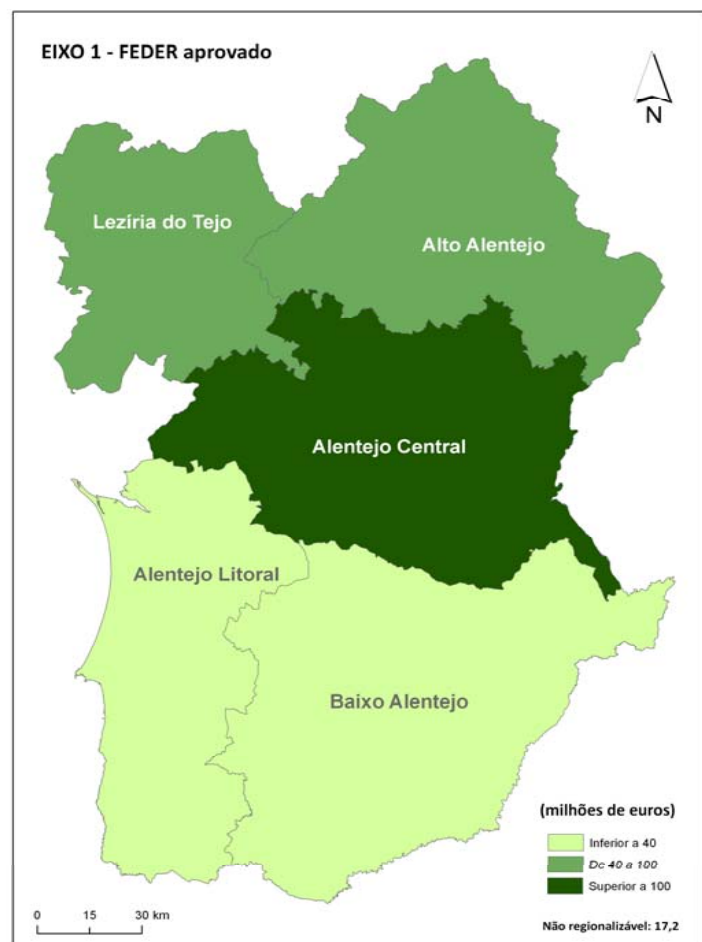 EIXO 1 - FEDER aprovado
N
Lezíria do Tejo
Alto Alentejo
Alentejo Central
Alentejo Litoral
Baixo Alentejo
(milhões de euros)
Inferior a 40
De 40 a 100
Superior a 100
0 15 30 km
Não regionalizável: 17,2